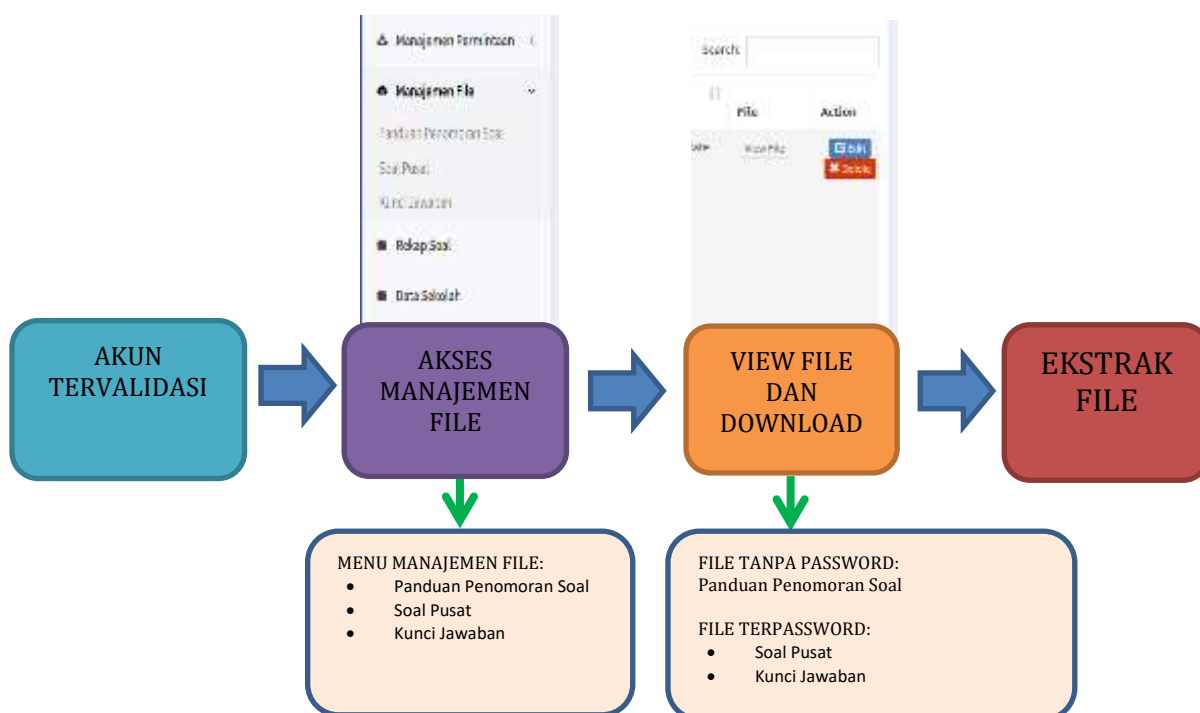 Manajemen Permintaan
Manajemen File
Panduan Penomoran Soal
Soal Pusat
Kunci Jawaban
Rekap Soal
Data Sekolah
Search:
File
Action
View File
Edit
Delete
AKUN
TERVALIDASI
AKSES
MANAJEMEN
FILE
VIEW FILE
DAN
DOWNLOAD
EKSTRAK
FILE
MENU MANAJEMEN FILE:
• Panduan Penomoran Soal
• Soal Pusat
• Kunci Jawaban
FILE TANPA PASSWORD:
Panduan Penomoran Soal
FILE TERPASSWORD:
• Soal Pusat
• Kunci Jawaban